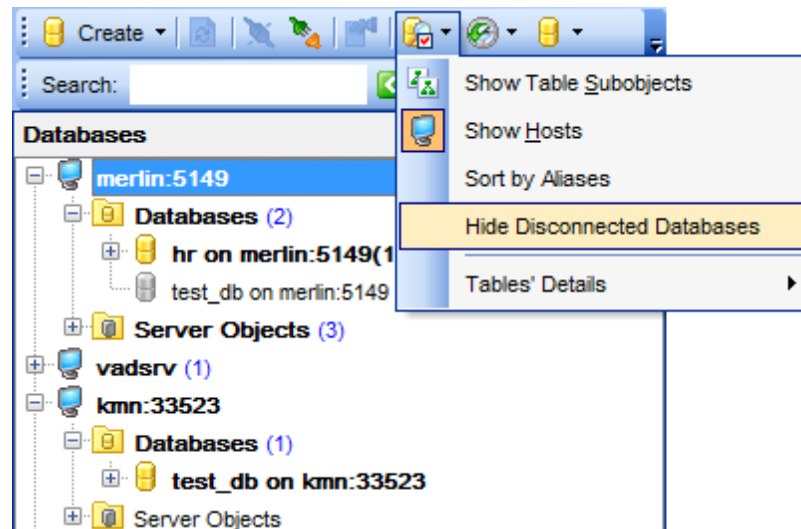 Create
Search:
Show Table Subobjects
Show Hosts
Sort by Aliases
Hide Disconnected Databases
Tables' Details
Databases
merlin:5149
Databases (2)
hr on merlin:5149(1
test_db on merlin:5149
Server Objects (3)
vadsrv (1)
kmn:33523
Databases (1)
test_db on kmn:33523
Server Objects